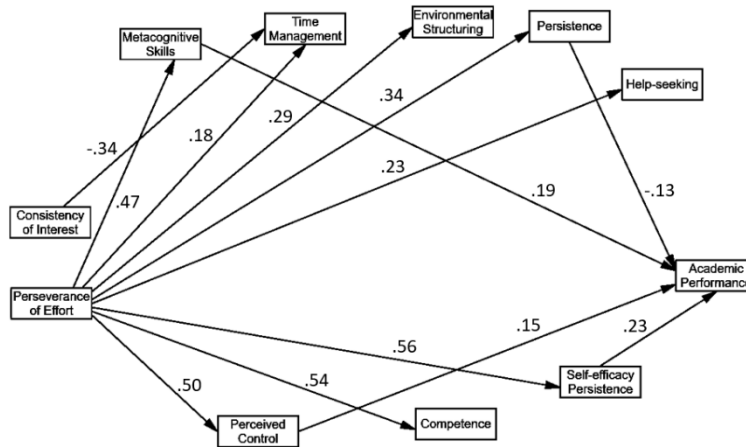 Metacognitive
Skills
Time
Management
Environmental
Structuring
Persistence
Help-seeking
-.34
.47
.18
.29
.34
.23
.19
-.13
Consistency
of Interest
Perseverance
of Effort
Academic
Performance
.56
.15
.23
.50
.54
Self-efficacy
Persistence
Perceived
Control
Competence